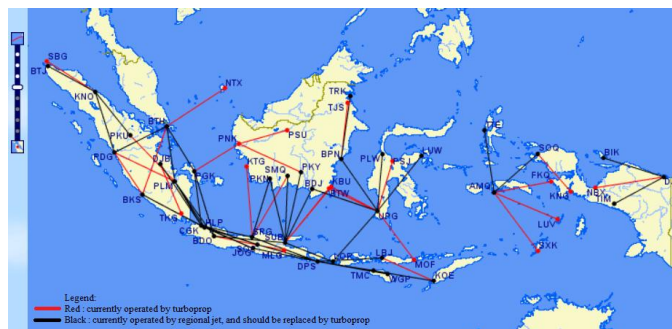 SBG
BTJ
KNO
NTX
TRK
TJS
BTH
PKU
PNK
PSU
PDG
DJB
KTG
SMQ
PKY
BPN
PLW
PSJ
LUW
SOQ
BIK
PLM
PGK
PKN
BDJ
KBU
BTW
AMQ
FKQ
KNG
NBX
TIM
BKS
TKG
HLP
CGK
BDO
SRG
SUB
UPG
LUV
SXK
JOG
MLG
DPS
LOP
LBJ
MOF
TMC
WGP
KOE
Legend:
Red : currently operated by turboprop
Black : currently operated by regional jet, and should be replaced by turboprop